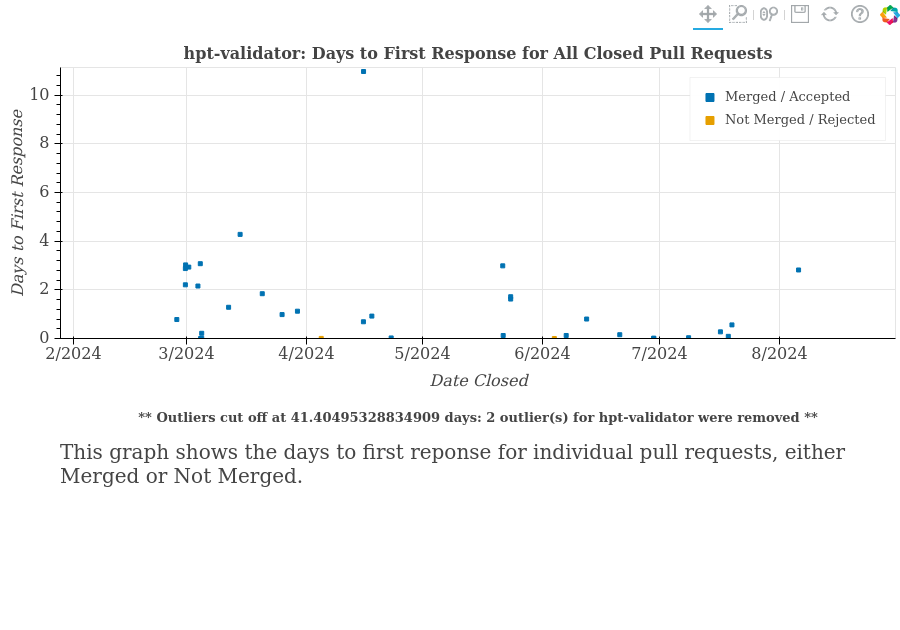 hpt-validator: Days to First Response for All Closed Pull Requests
Merged / Accepted
Not Merged / Rejected
Days to First Response
10
8
6
4
2
0
2/2024 3/2024 4/2024 5/2024 6/2024 7/2024 8/2024
Date Closed
** Outliers cut off at 41.40495328834909 days: 2 outlier(s) for hpt-validator were removed **
This graph shows the days to first reponse for individual pull requests, either
Merged or Not Merged.